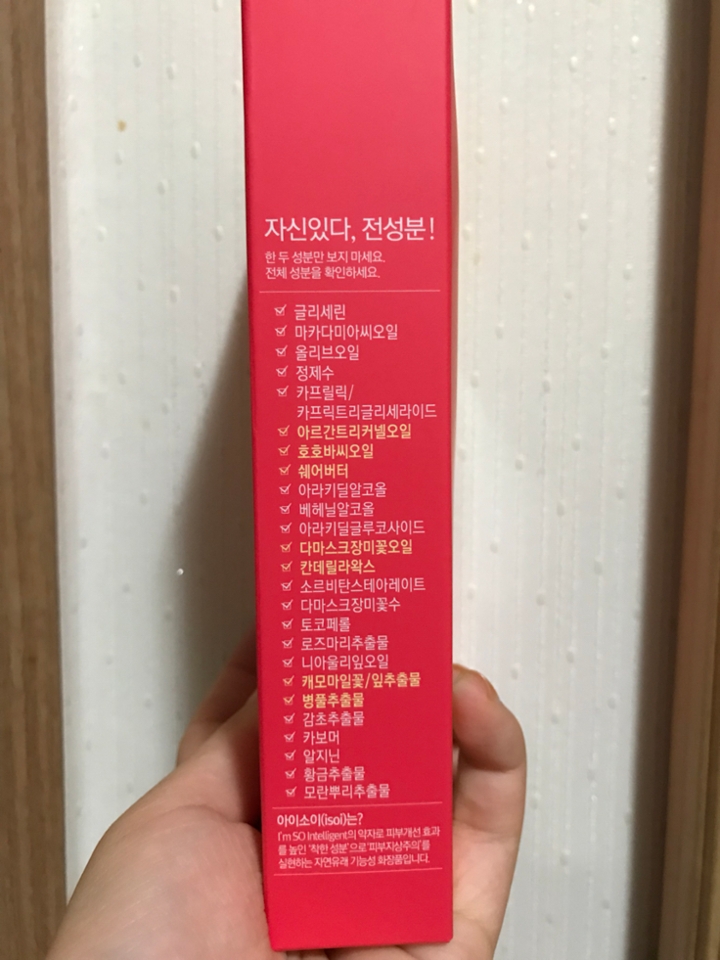 자신있다, 전성분!
한 두 성분만 보지 마세요.
전체 성분을 확인하세요.
글리세린
마카다미아씨오일
올리브오일
정제수
카프릴릭/
카프릭트리글리세라이드
아르간트리커넬오일
호호바씨오일
쉐어버터
아라키딜알코올
베헤닐알코올
아라키딜글루코사이드
다마스크장미꽃오일
칸데릴라왁스
소르비탄스테아레이트
다마스크장미꽃수
토코페롤
로즈마리추출물
니아울리잎오일
캐모마일꽃/잎추출물
병풀추출물
감초추출물
카보머
알지닌
황금추출물
모란뿌리추출물
아이소이(isoi)는?
I'm SO Intelligent의 약자로 피부개선 효과
를 높인 '착한 성분'으로 '피부지상주의'를
실현하는 자연유래 기능성 화장품입니다.